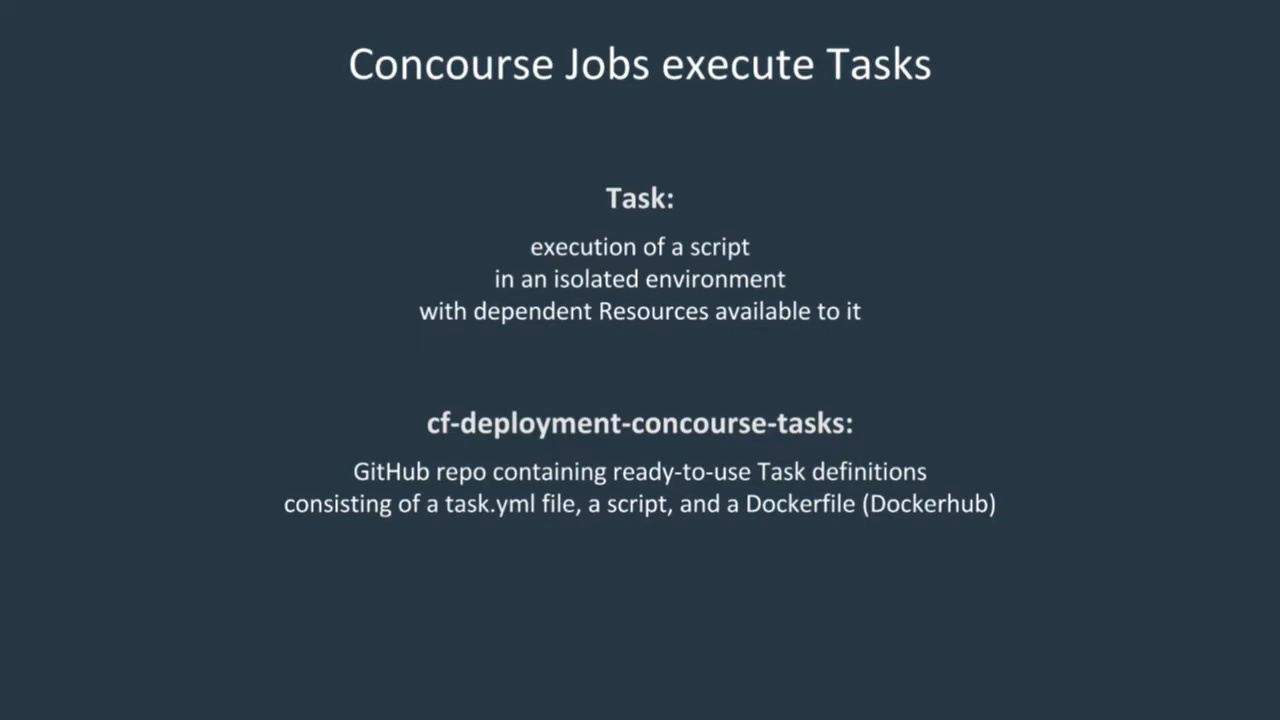 Concourse Jobs execute Tasks
Task:
execution of a script
in an isolated environment
with dependent Resources available to it
cf-deployment-concourse-tasks:
GitHub repo containing ready-to-use Task definitions
consisting of a task.yml file, a script, and a Dockerfile (Dockerhub)